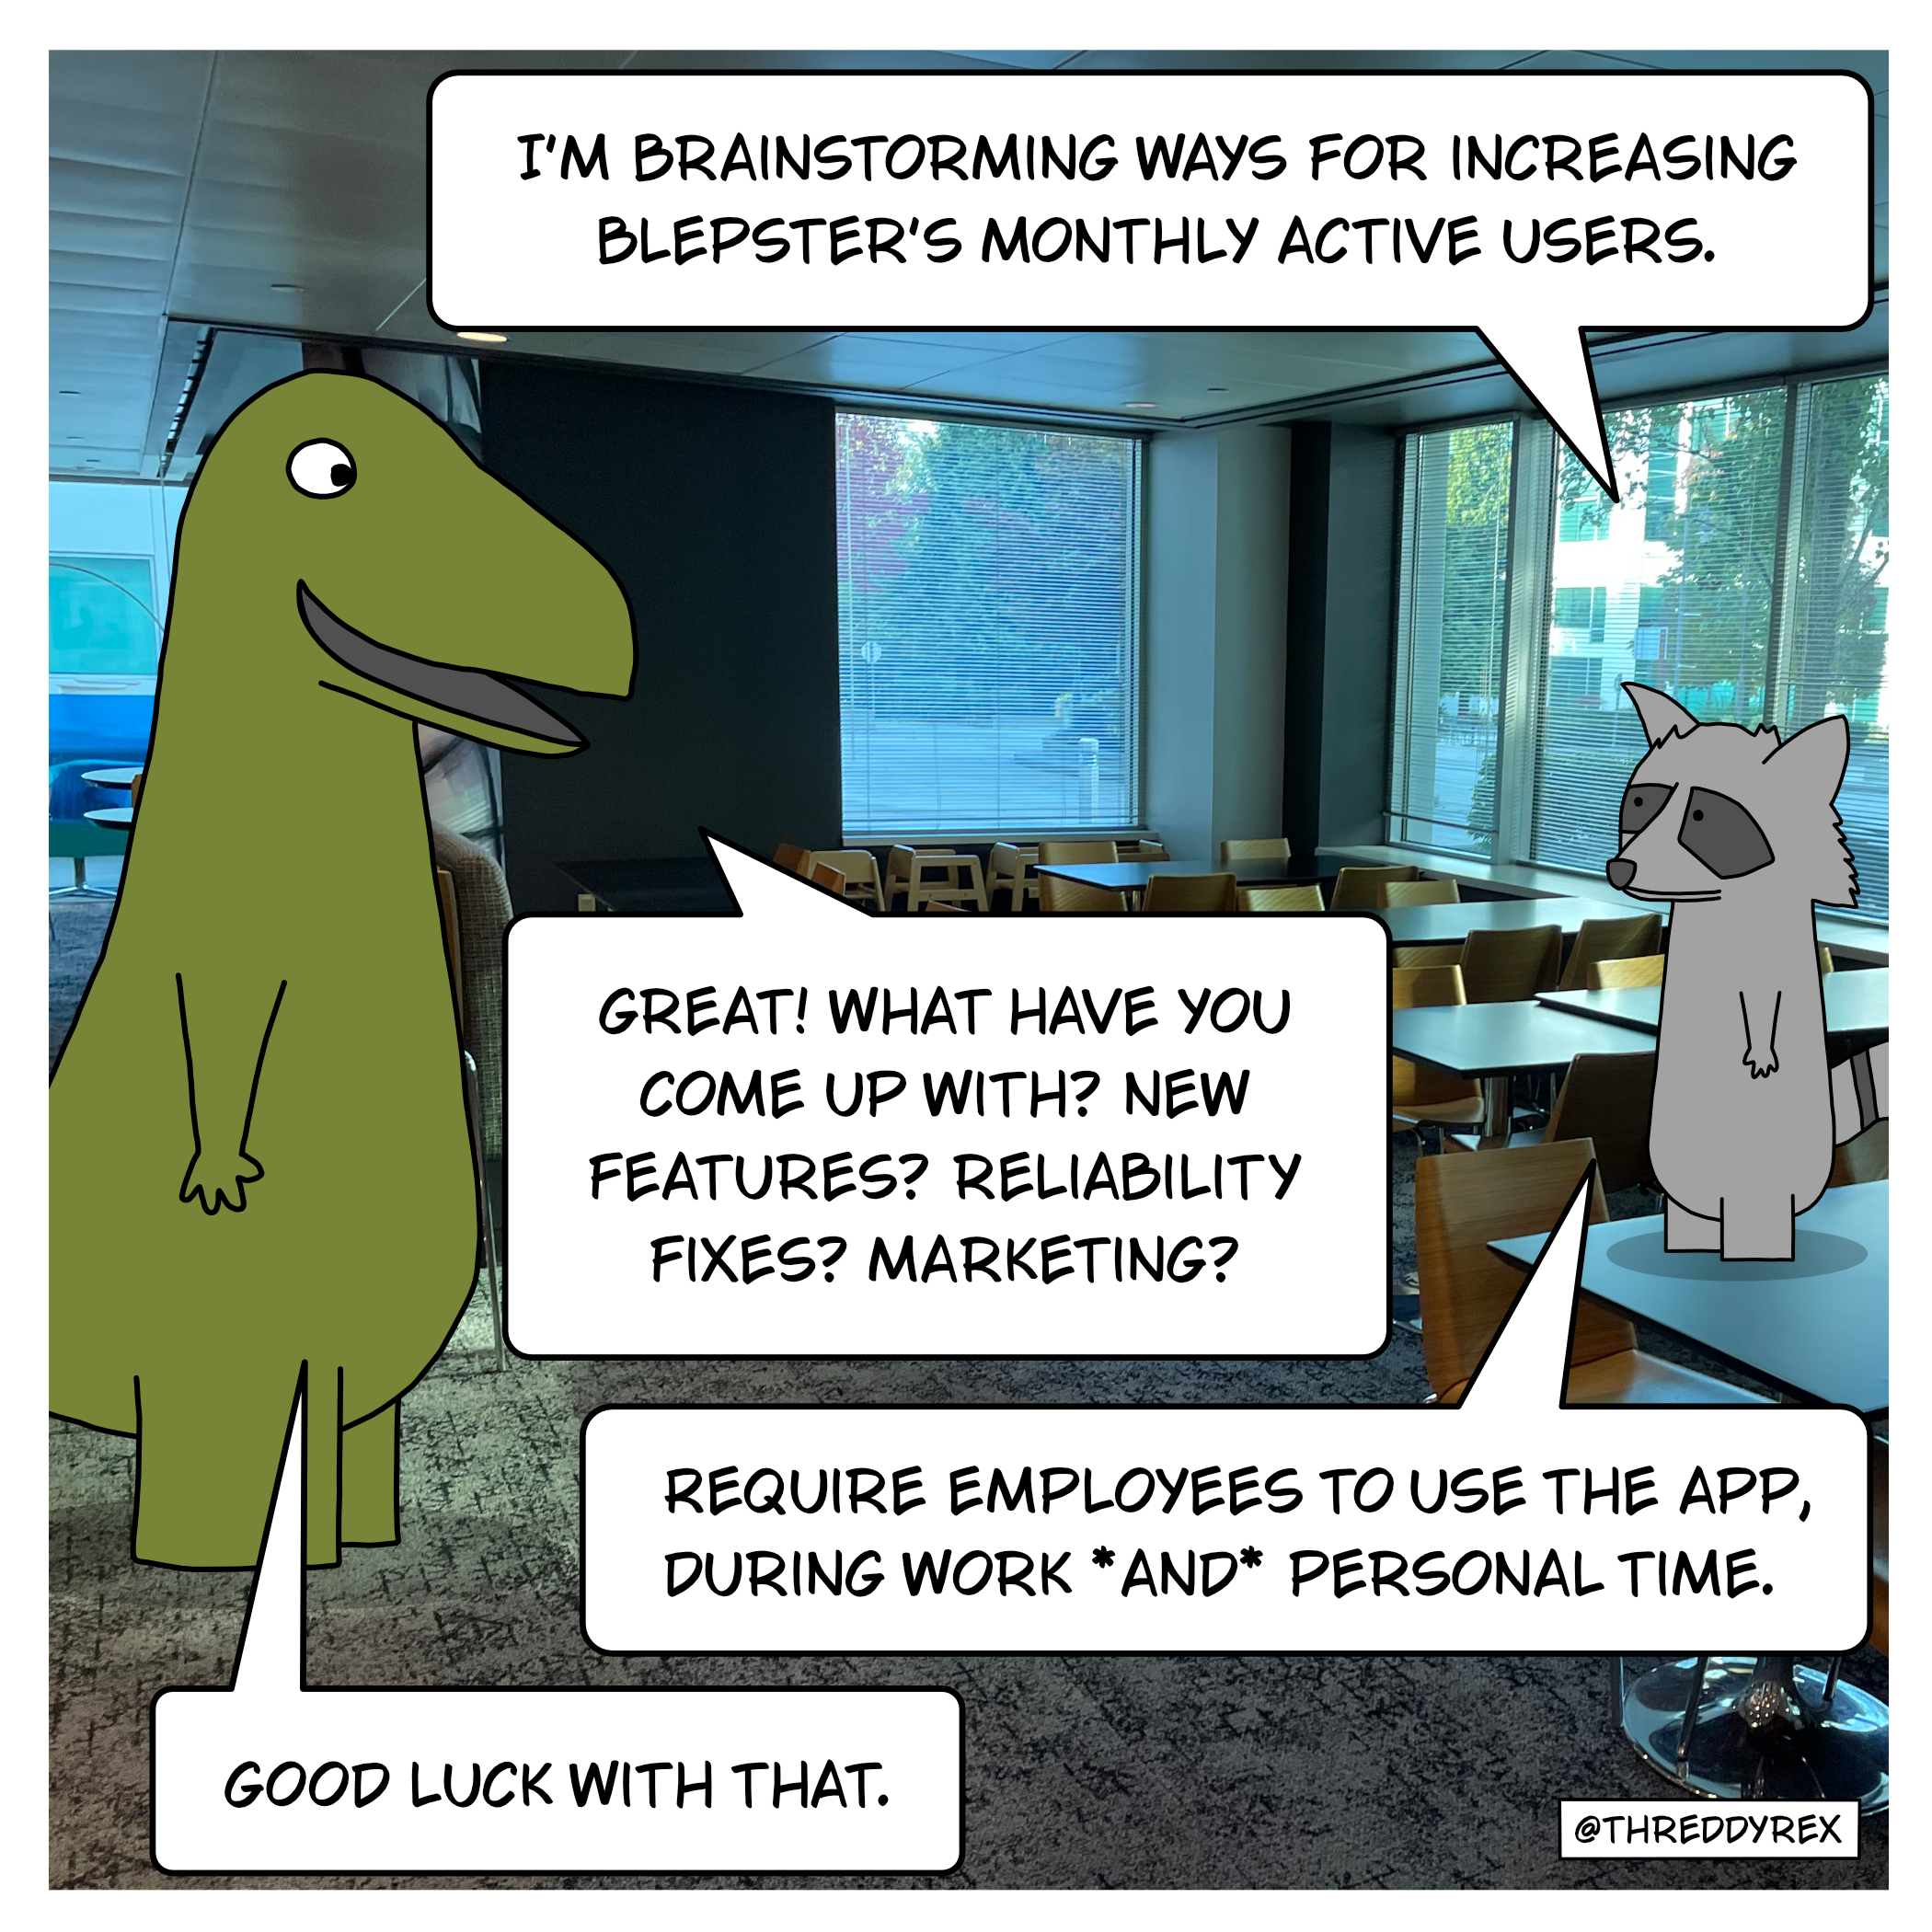 I'M BRAINSTORMING WAYS FOR INCREASING
BLEPSTER'S MONTHLY ACTIVE USERS.
GREAT! WHAT HAVE YOU
COME UP WITH? NEW
FEATURES? RELIABILITY
FIXES? MARKETING?
REQUIRE EMPLOYEES TO USE THE APP,
DURING WORK *AND* PERSONAL TIME.
GOOD LUCK WITH THAT.
@THREDDYREX